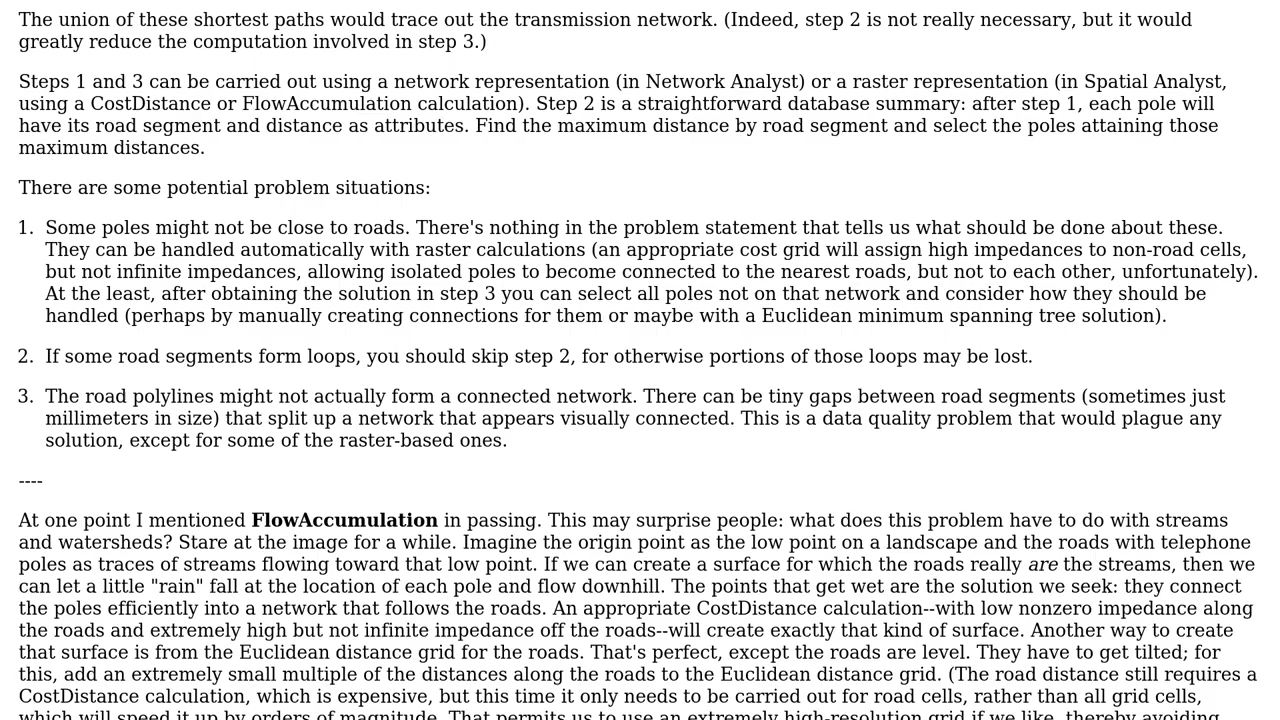 The union of these shortest paths would trace out the transmission network. (Indeed, step 2 is not really necessary, but it would
greatly reduce the computation involved in step 3.)
Steps 1 and 3 can be carried out using a network representation (in Network Analyst) or a raster representation (in Spatial Analyst,
using a CostDistance or FlowAccumulation calculation). Step 2 is a straightforward database summary: after step 1, each pole will
have its road segment and distance as attributes. Find the maximum distance by road segment and select the poles attaining those
maximum distances.
There are some potential problem situations:
1. Some poles might not be close to roads. There's nothing in the problem statement that tells us what should be done about these.
They can be handled automatically with raster calculations (an appropriate cost grid will assign high impedances to non-road cells,
but not infinite impedances, allowing isolated poles to become connected to the nearest roads, but not to each other, unfortunately).
At the least, after obtaining the solution in step 3 you can select all poles not on that network and consider how they should be
handled (perhaps by manually creating connections for them or maybe with a Euclidean minimum spanning tree solution).
2. If some road segments form loops, you should skip step 2, for otherwise portions of those loops may be lost.
3. The road polylines might not actually form a connected network. There can be tiny gaps between road segments (sometimes just
millimeters in size) that split up a network that appears visually connected. This is a data quality problem that would plague any
solution, except for some of the raster-based ones.
----
At one point I mentioned FlowAccumulation in passing. This may surprise people: what does this problem have to do with streams
and watersheds? Stare at the image for a while. Imagine the origin point as the low point on a landscape and the roads with telephone
poles as traces of streams flowing toward that low point. If we can create a surface for which the roads really are the streams, then we
can let a little "rain" fall at the location of each pole and flow downhill. The points that get wet are the solution we seek: they connect
the poles efficiently into a network that follows the roads. An appropriate CostDistance calculation--with low nonzero impedance along
the roads and extremely high but not infinite impedance off the roads--will create exactly that kind of surface. Another way to create
that surface is from the Euclidean distance grid for the roads. That's perfect, except the roads are level. They have to get tilted; for
this, add an extremely small multiple of the distances along the roads to the Euclidean distance grid. (The road distance still requires a
CostDistance calculation, which is expensive, but this time it only needs to be carried out for road cells, rather than all grid cells,
which will speed it up by orders of magnitude. That permits us to use an extremely high-resolution grid if we like, thereby avoiding